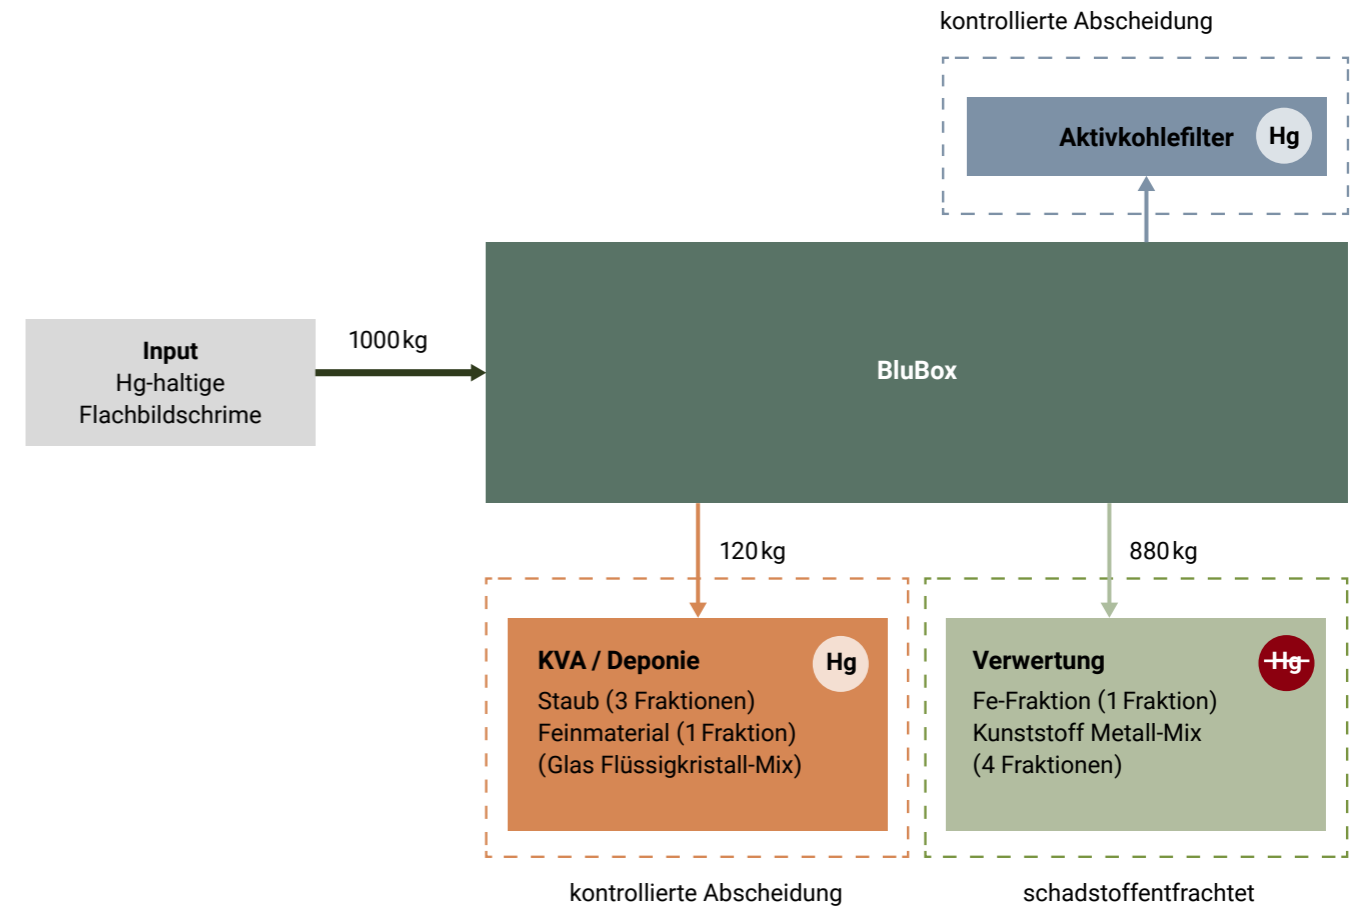 kontrollierte Abscheidung
Aktivkohlefilter
Hg
Input
Hg-haltige
Flachbildschrime
1000 kg
BluBox
120 kg
880 kg
KVA / Deponie
Hg
Staub (3 Fraktionen)
Feinmaterial (1 Fraktion)
(Glas Flüssigkristall-Mix)
Verwertung
Hg
Fe-Fraktion (1 Fraktion)
Kunststoff Metall-Mix
(4 Fraktionen)
kontrollierte Abscheidung
schadstoffentfrachtet